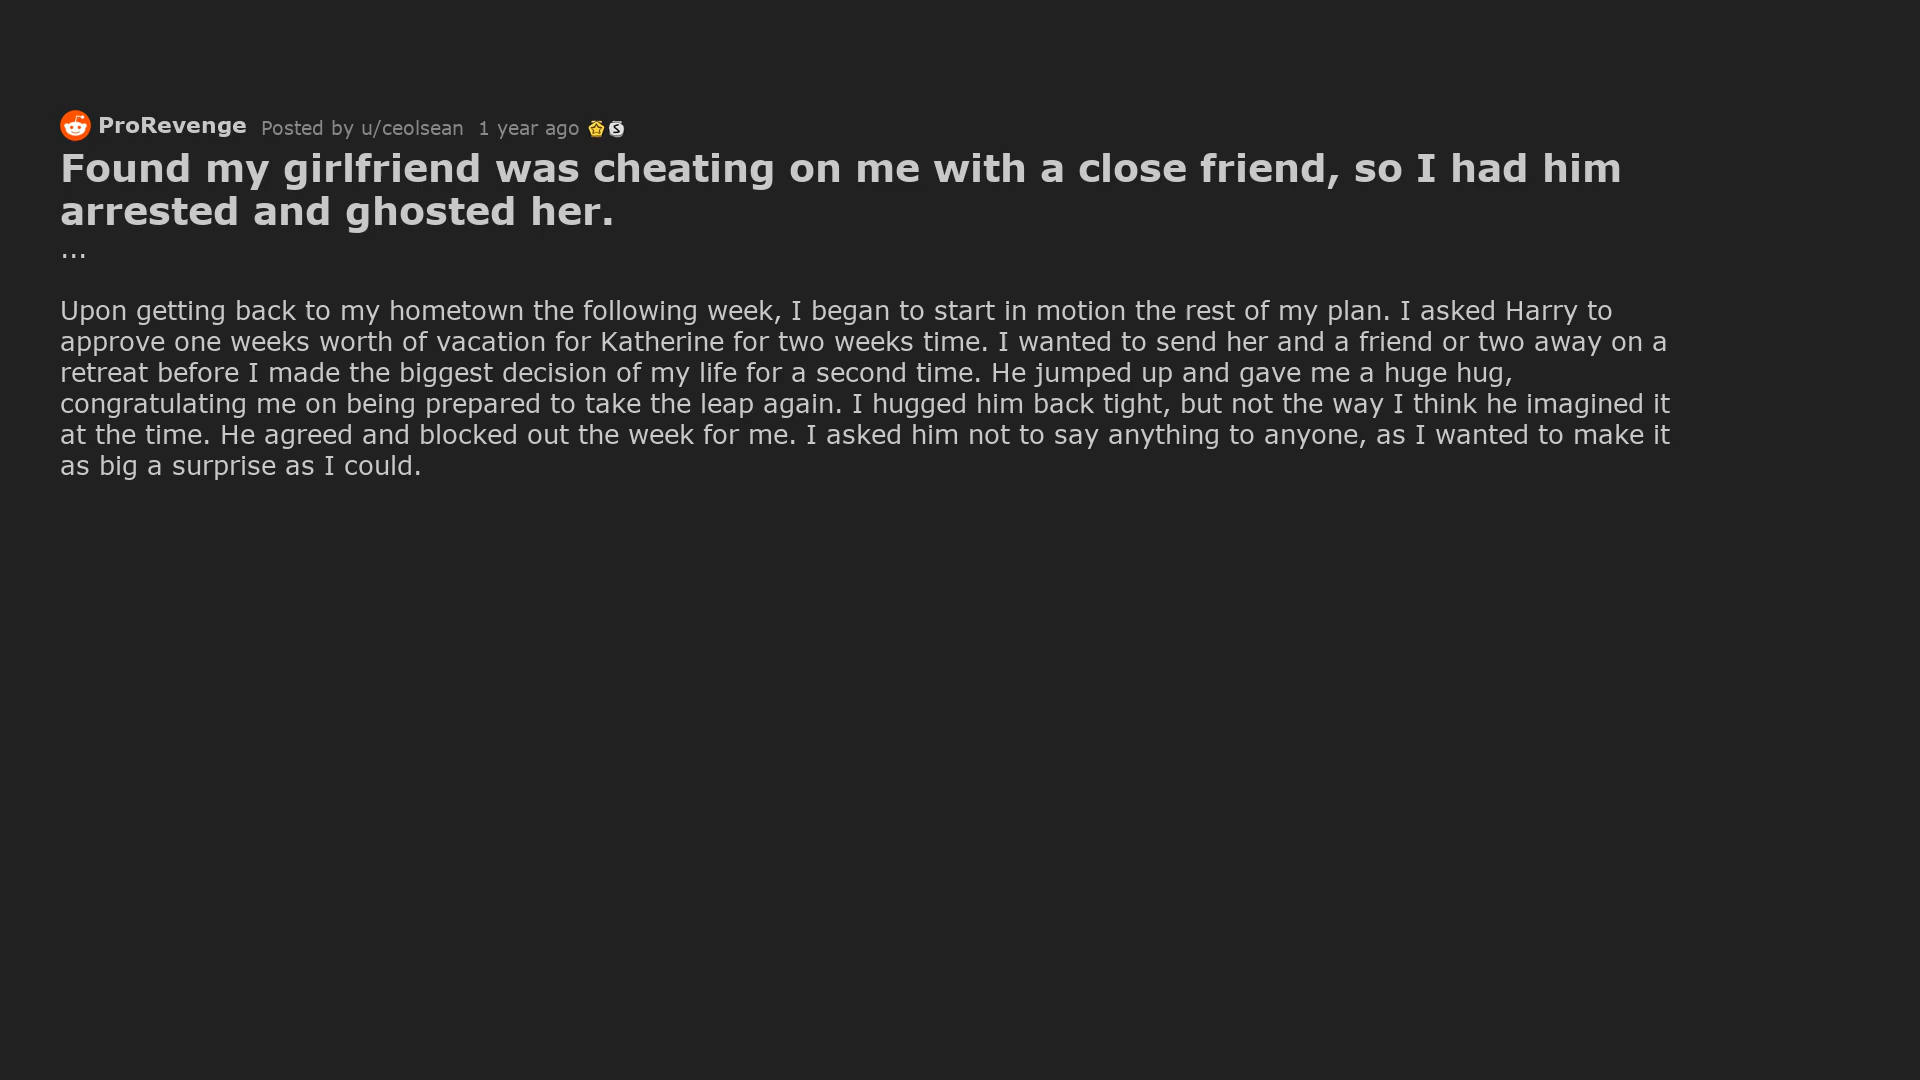 ProRevenge Posted by u/ceolsean 1 year ago
Found my girlfriend was cheating on me with a close friend, so I had him
arrested and ghosted her.
...
Upon getting back to my hometown the following week, I began to start in motion the rest of my plan. I asked Harry to
approve one weeks worth of vacation for Katherine for two weeks time. I wanted to send her and a friend or two away on a
retreat before I made the biggest decision of my life for a second time. He jumped up and gave me a huge hug,
congratulating me on being prepared to take the leap again. I hugged him back tight, but not the way I think he imagined it
at the time. He agreed and blocked out the week for me. I asked him not to say anything to anyone, as I wanted to make it
as big a surprise as I could.